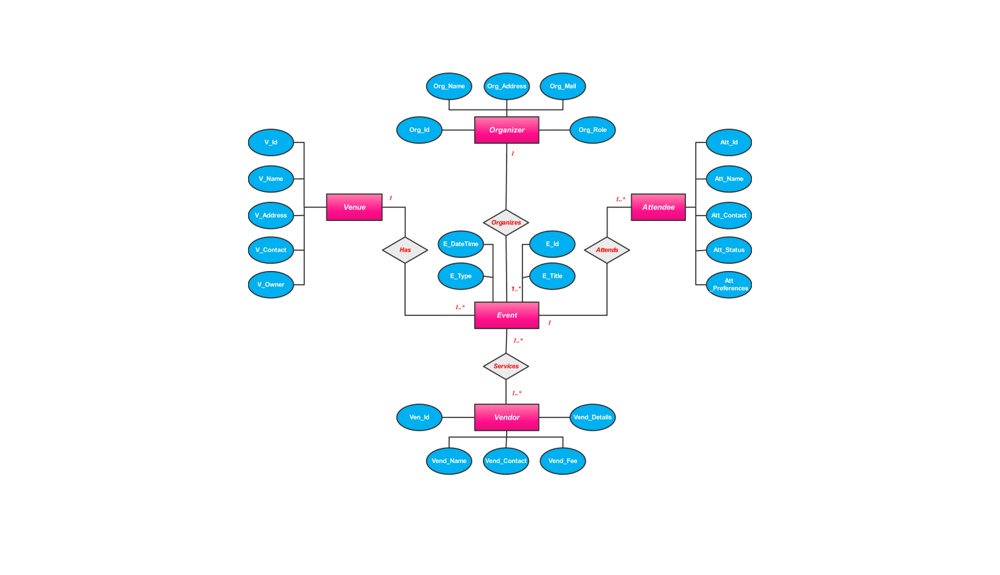 Org_Name
Org_Address
Org_Mail
Org_Id
Organizer
Org_Role
1
V_Id
V_Name
V_Address
V_Contact
V_Owner
Venue
1
Has
1..*
Organizes
E_DateTime
E_Type
E_Id
E_Title
1..*
Event
1
Attends
1..*
Attendee
Att_Id
Att_Name
Att_Contact
Att_Status
Att
_Preferences
1..*
Services
1..*
Ven_Id
Vendor
Vend_Details
Vend_Name
Vend_Contact
Vend_Fee